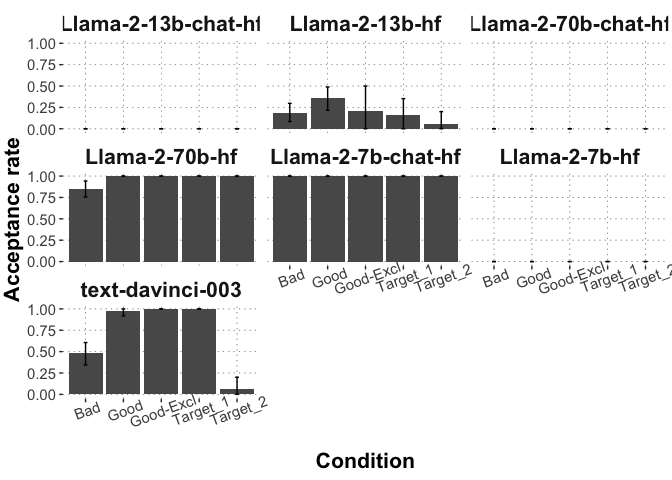 Llama-2-13b-chat-hf Llama-2-13b-hf Llama-2-70b-chat-hf
1.00
0.75
0.50
0.25
0.00
Llama-2-70b-hf Llama-2-7b-chat-hf Llama-2-7b-hf
1.00
0.75
0.50
0.25
0.00
Bad Good Good-Excl Target_1 Target_2 Bad Good Good-Excl Target_1 Target_2
text-davinci-003
1.00
0.75
0.50
0.25
0.00
Bad Good Good-Excl Target_1 Target_2
Acceptance rate
Condition